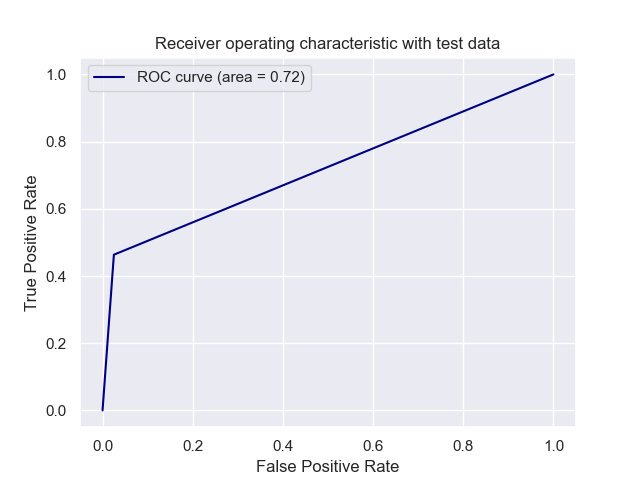 Receiver operating characteristic with test data
ROC curve (area = 0.72)
True Positive Rate
1.0
0.8
0.6
0.4
0.2
0.0
0.0 0.2 0.4 0.6 0.8 1.0
False Positive Rate